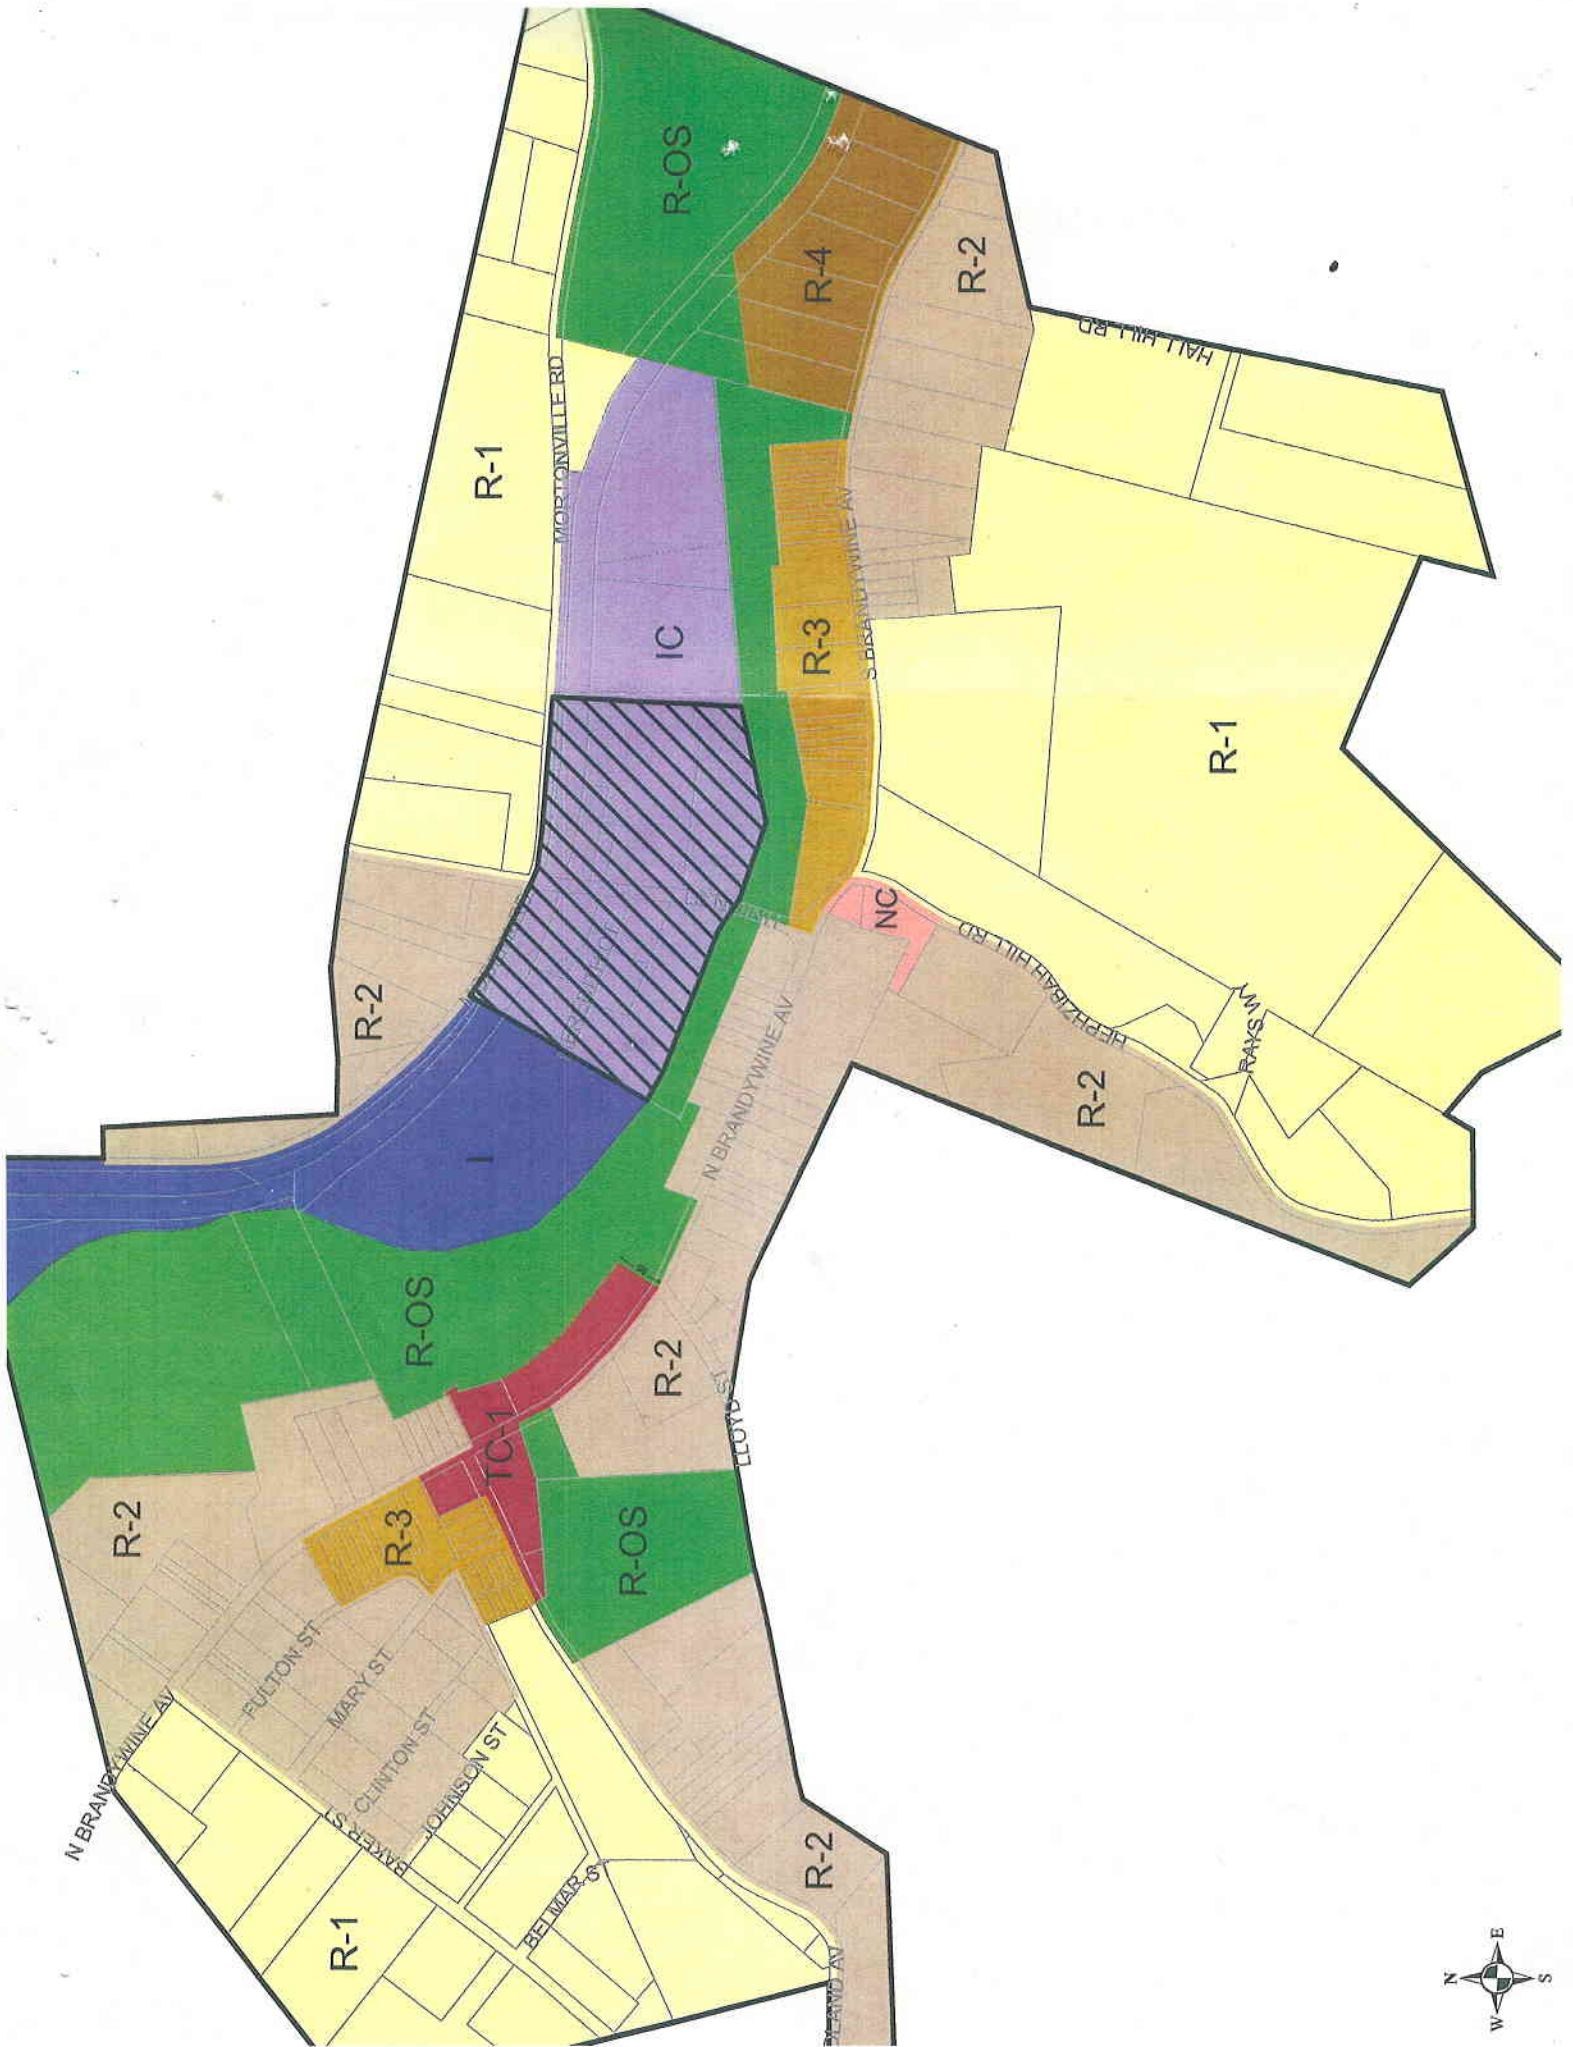 R-OS
R-4
R-2
HALL HILL RD
MORTONVILLE RD
R-1
S BRANDYWINE AV
IC
R-3
R-1
NC
HEPHZIBAH HILL RD
RAYS WY
R-2
R-2
N BRANDYWINE AV
I
R-OS
R-2
LLOYD ST
TC-1
R-2
R-3
R-OS
FULTON ST
MARY ST
CLINTON ST
JOHNSON ST
BAKER ST
N BRANDYWINE AV
BELMAR ST
R-1
R-2
N
W
E
S